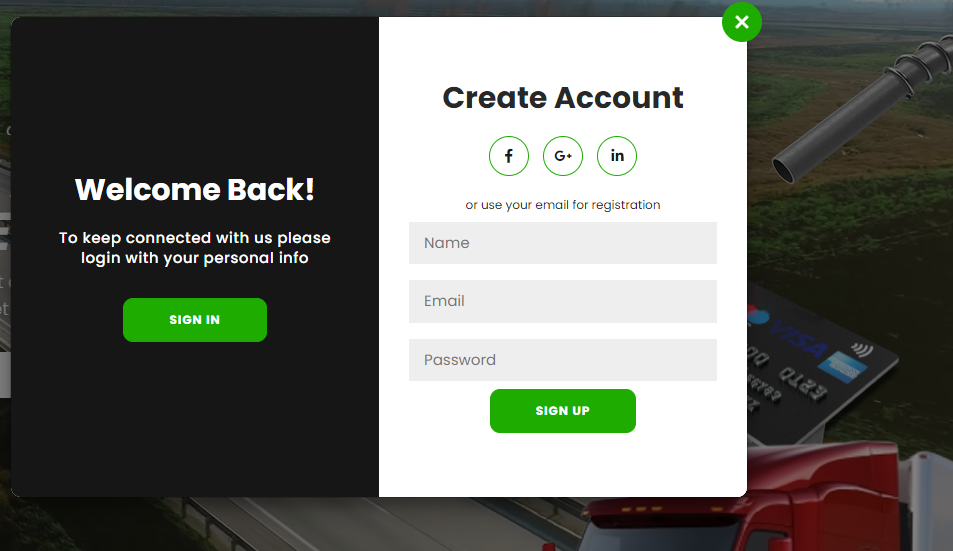 Welcome Back!
To keep connected with us please
login with your personal info
SIGN IN
Create Account
or use your email for registration
Name
Email
Password
SIGN UP
VISA